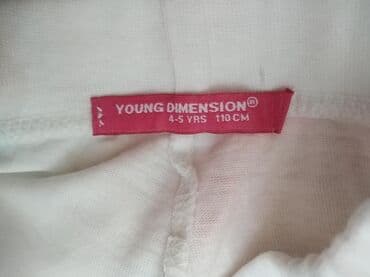 YOUNG DIMENSION®
4-5 YRS 110 CM